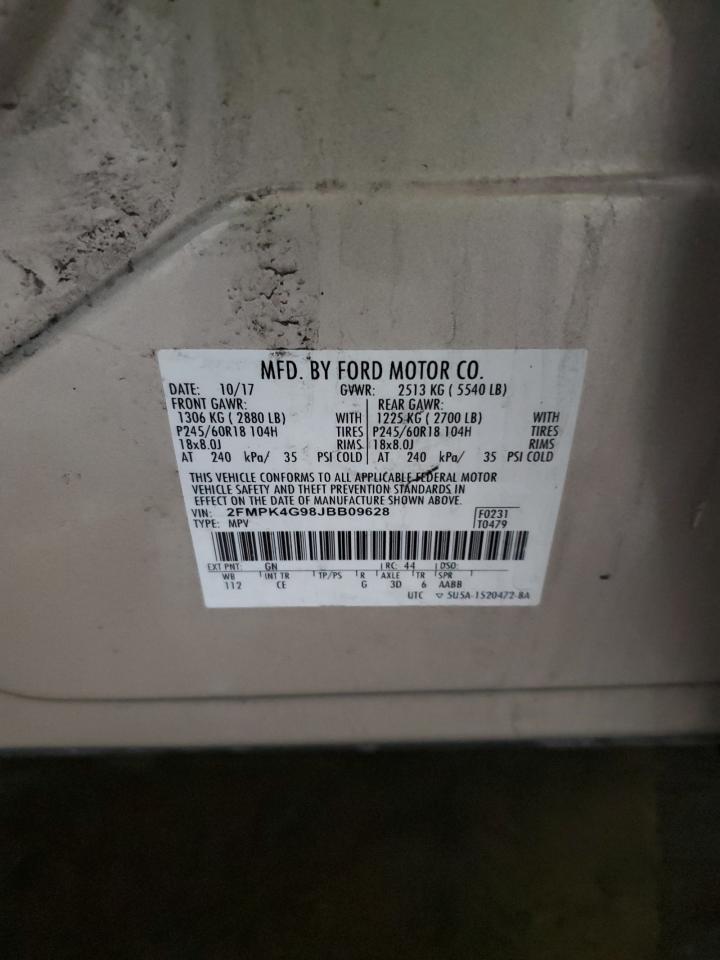 MFD. BY FORD MOTOR CO.
DATE: 10/17 GVWR: 2513 KG ( 5540 LB)
FRONT GAWR: REAR GAWR:
1306 KG ( 2880 LB) WITH 1225 KG ( 2700 LB) WITH
P245/60R18 104H TIRES P245/60R18 104H TIRES
18x8.0J RIMS 18x8.0J RIMS
AT 240 kPa/ 35 PSI COLD AT 240 kPa/ 35 PSI COLD
THIS VEHICLE CONFORMS TO ALL APPLICABLE FEDERAL MOTOR
VEHICLE SAFETY AND THEFT PREVENTION STANDARDS IN
EFFECT ON THE DATE OF MANUFACTURE SHOWN ABOVE.
VIN: 2FMPK4G98JBB09628 F0231
TYPE: MPV T0479
EXT PNT: GN RC: 44 DSO:
WB INT TR TP/PS R AXLE TR SPR
112 CE G 3D 6 AABB
UTC ▽ 5U5A-1520472-BA